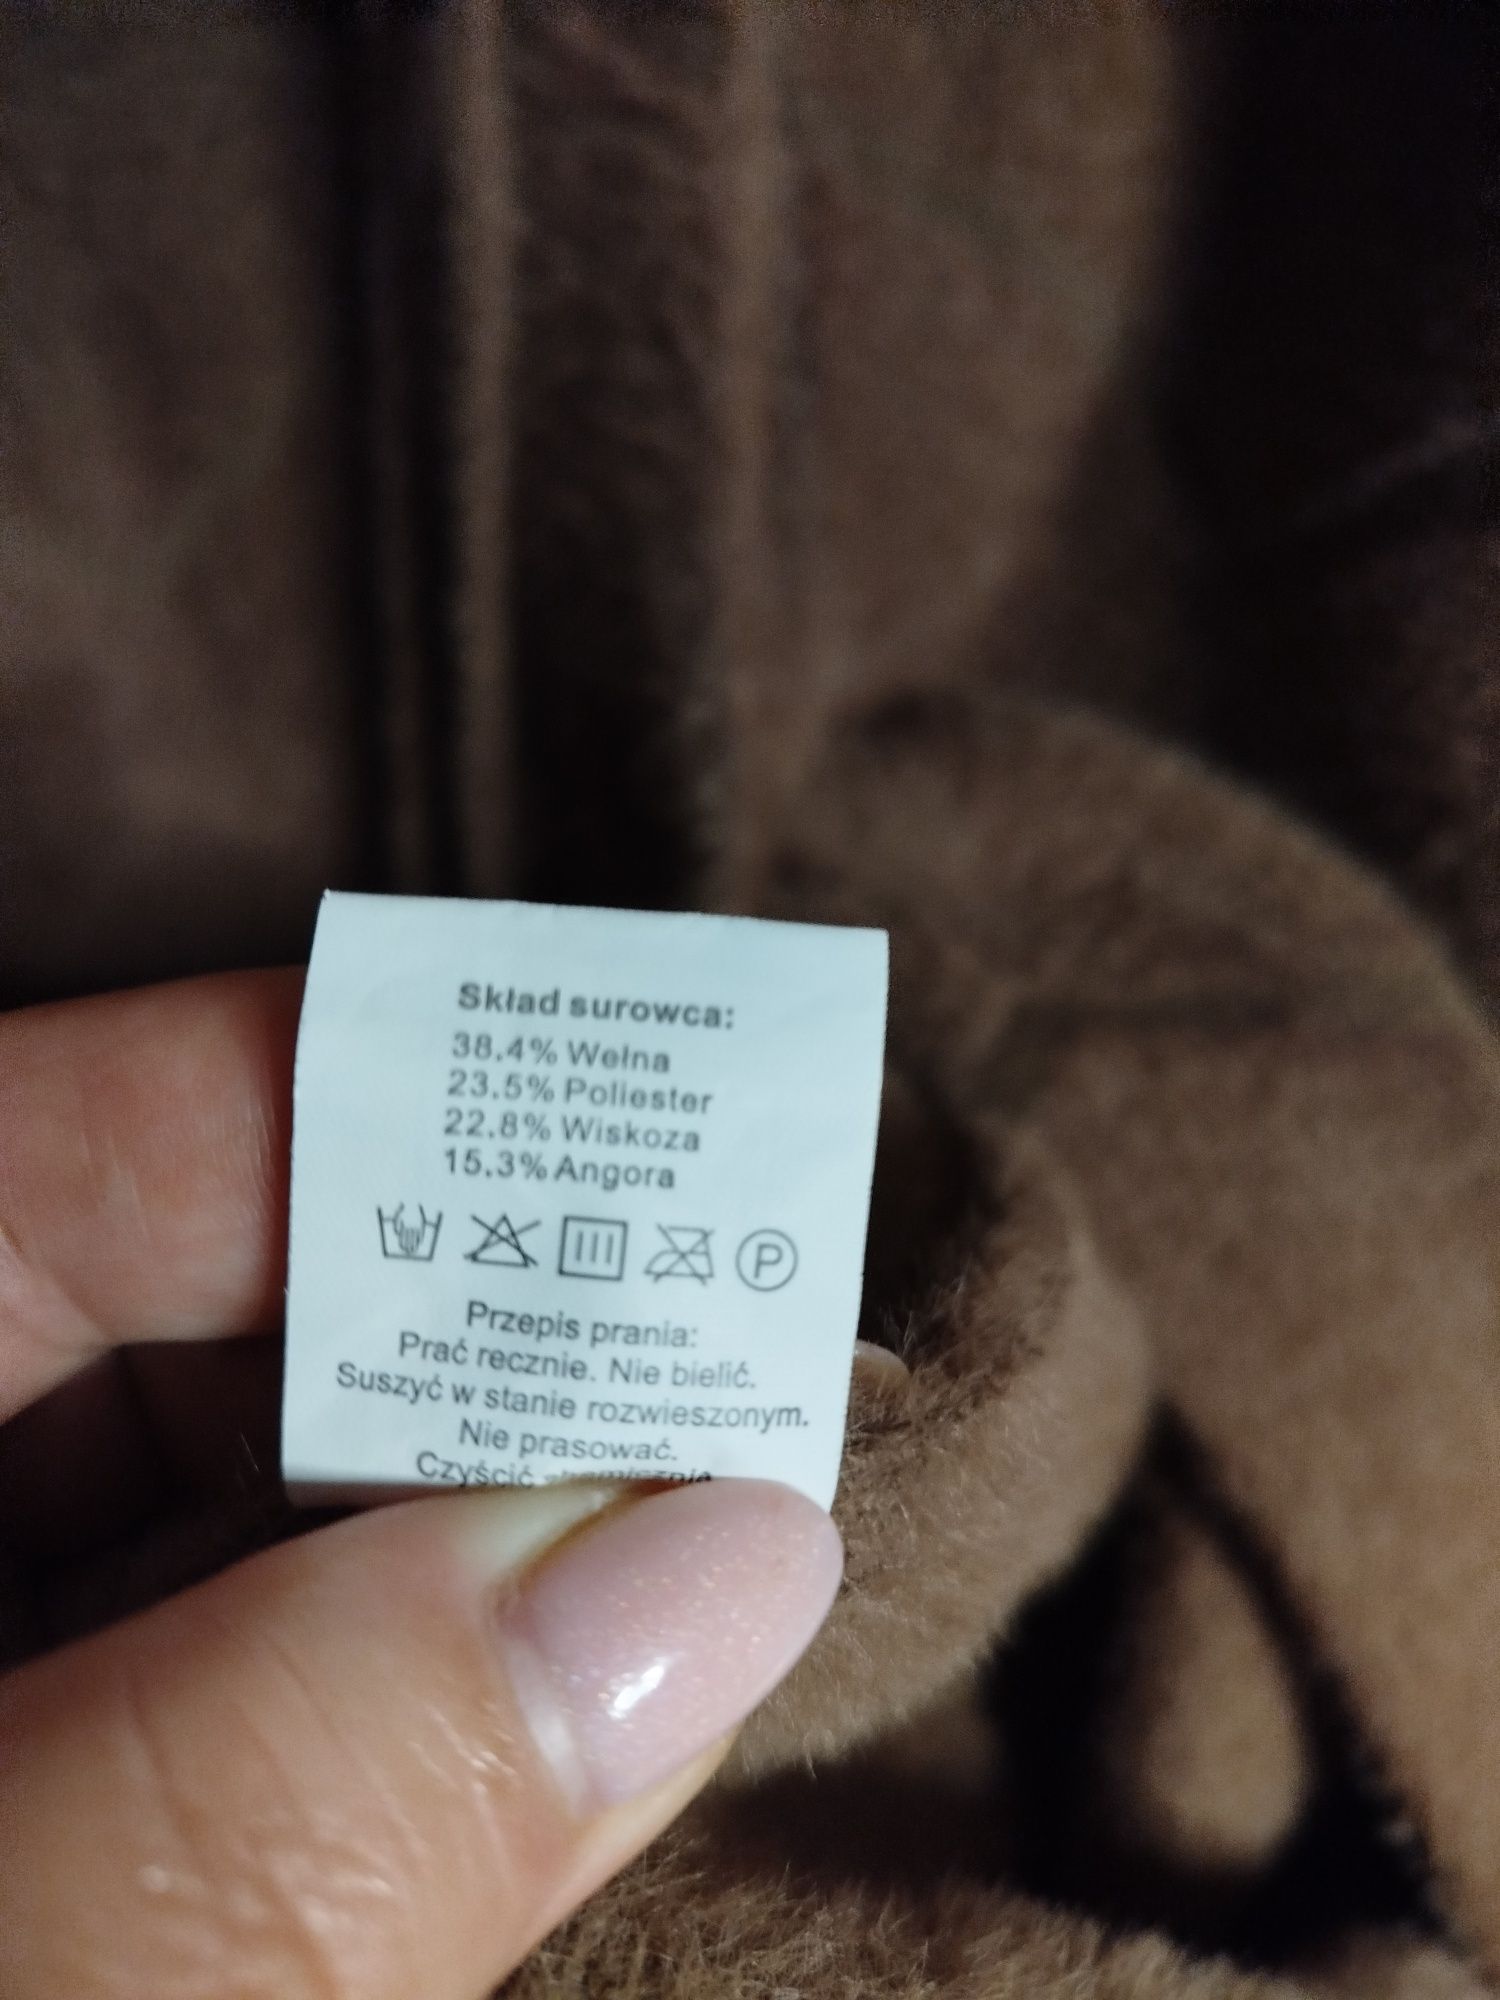 Skład surowca:
38.4% Wełna
23.5% Poliester
22.8% Wiskoza
15.3% Angora
P
Przepis prania:
Prać recznie. Nie bielić.
Suszyć w stanie rozwieszonym.
Nie prasować.
Czyścić